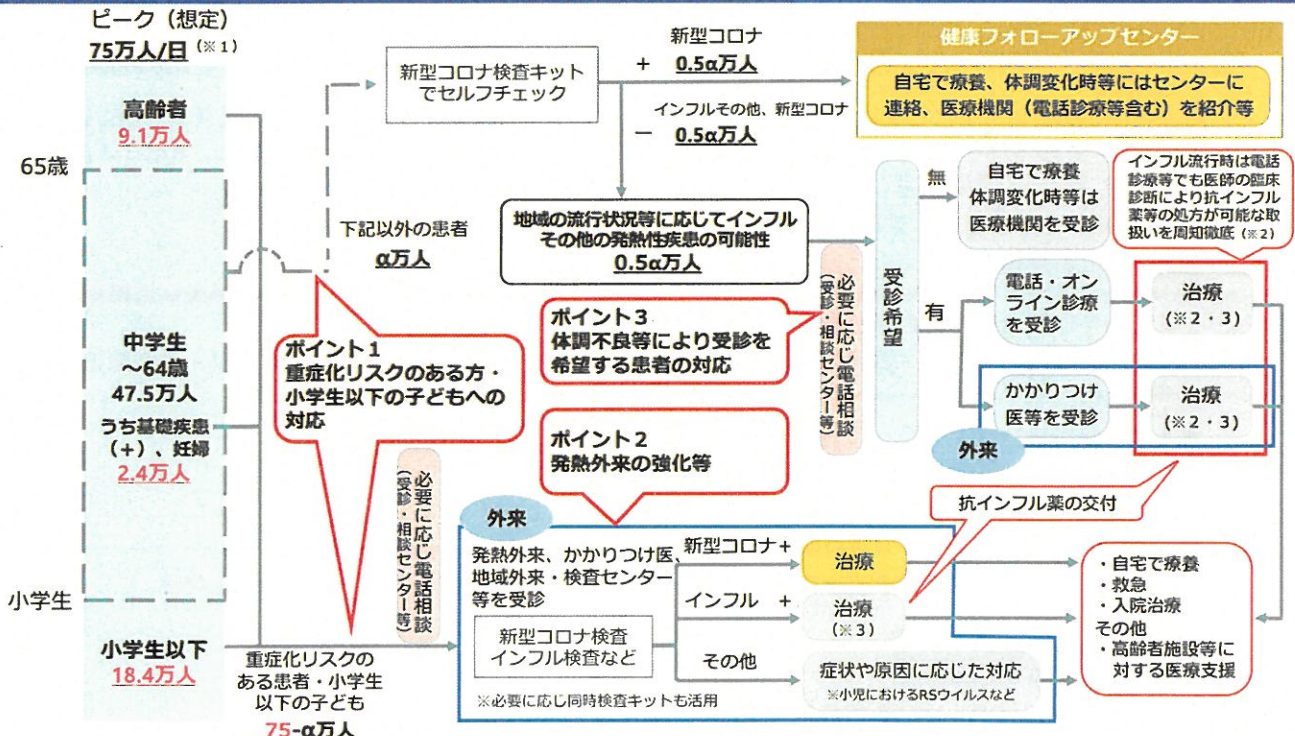 ピーク（想定）
75万人/日（※１）
高齢者
9.1万人
65歳
中学生
～64歳
47.5万人
うち基礎疾患
（+）、妊婦
2.4万人
小学生
小学生以下
18.4万人
下記以外の患者
α万人
新型コロナ検査キット
でセルフチェック
新型コロナ
+ 0.5α万人
インフルその他、新型コロナ
－ 0.5α万人
健康フォローアップセンター
自宅で療養、体調変化時等にはセンターに
連絡、医療機関（電話診療等含む）を紹介等
地域の流行状況等に応じてインフル
その他の発熱性疾患の可能性
0.5α万人
必要に応じ電話相談
（受診・相談センター等）
受診希望
無
自宅で療養
体調変化時等は
医療機関を受診
有
電話・オン
ライン診療
を受診
治療
（※２・３）
かかりつけ
医等を受診
治療
（※２・３）
外来
インフル流行時は電話
診療等でも医師の臨床
診断により抗インフル
薬等の処方が可能な取
扱いを周知徹底（※２）
ポイント１
重症化リスクのある方・
小学生以下の子どもへの
対応
ポイント３
体調不良等により受診を
希望する患者の対応
ポイント２
発熱外来の強化等
重症化リスクの
ある患者・小学生
以下の子ども
75-α万人
必要に応じ電話相談
（受診・相談センター等）
外来
発熱外来、かかりつけ医、
地域外来・検査センター
等を受診
新型コロナ検査
インフル検査など
※必要に応じ同時検査キットも活用
新型コロナ+
治療
インフル +
治療
（※３）
その他
症状や原因に応じた対応
※小児におけるRSウイルスなど
抗インフル薬の交付
・自宅で療養
・救急
・入院治療
その他
・高齢者施設等に
対する医療支援